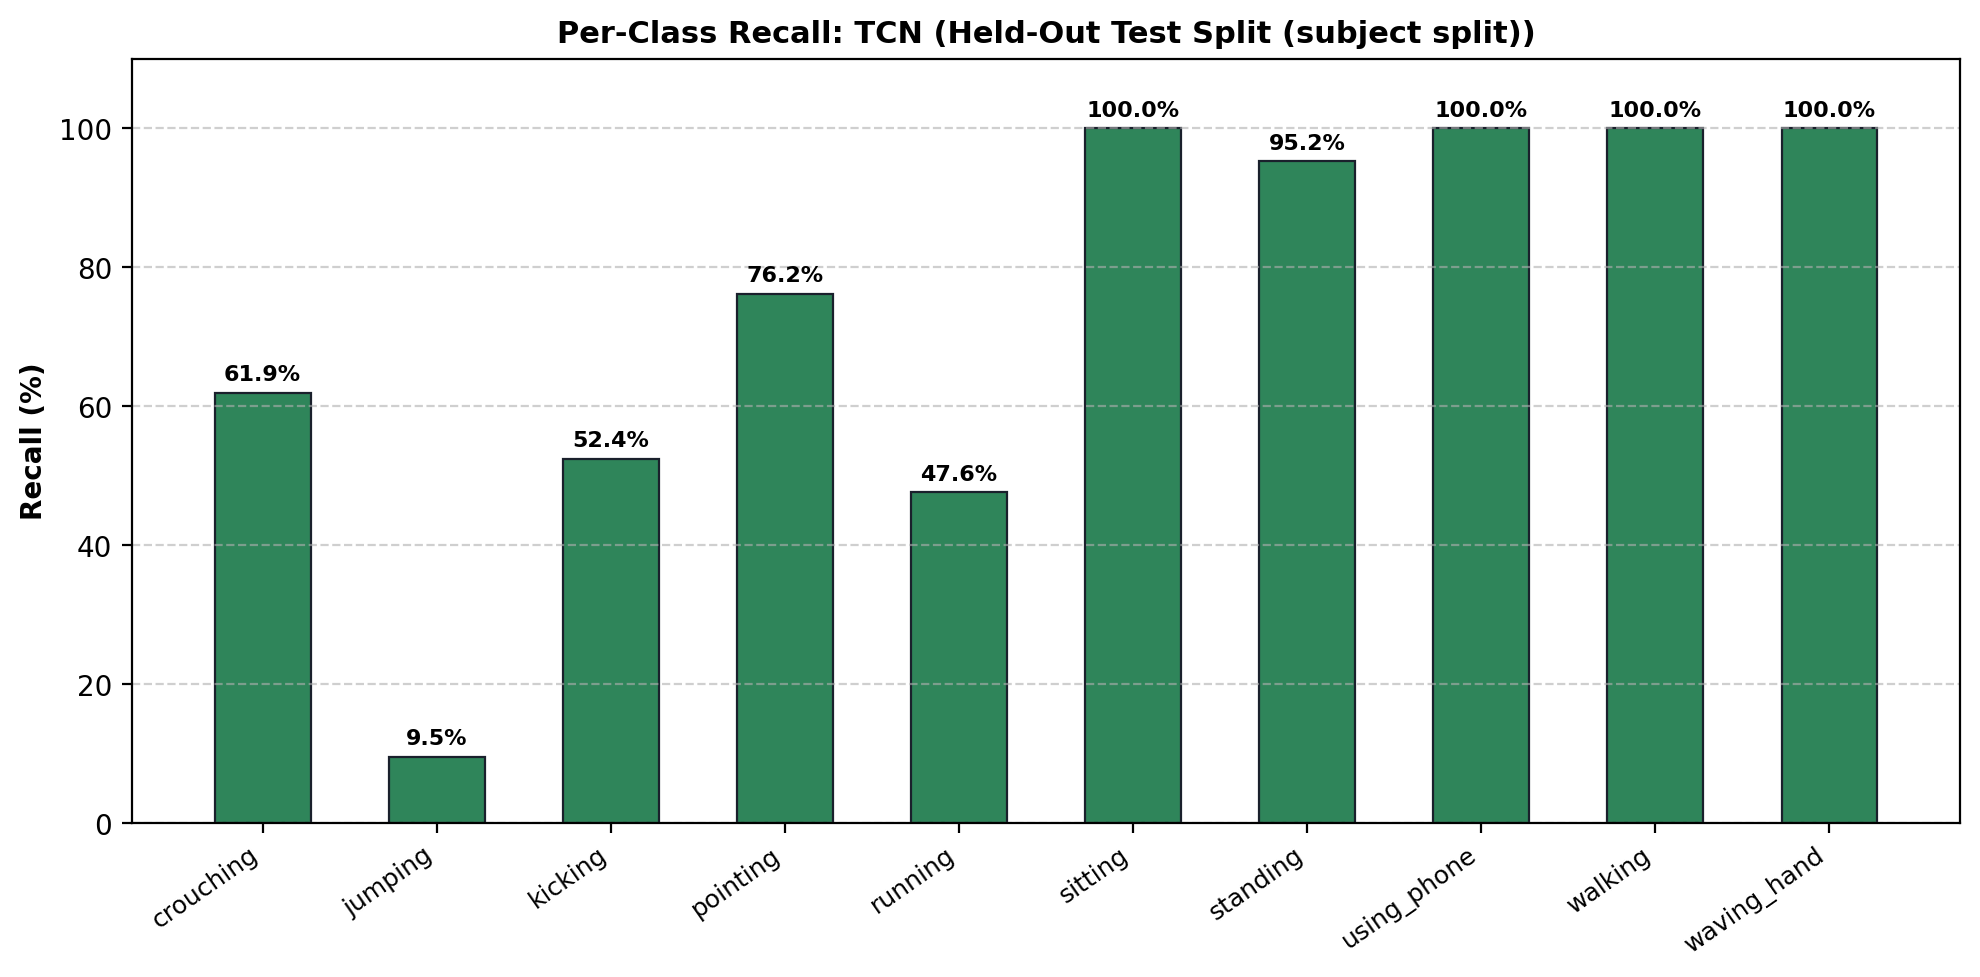 Per-Class Recall: TCN (Held-Out Test Split (subject split))
Recall (%)
100
80
60
40
20
0
61.9%
9.5%
52.4%
76.2%
47.6%
100.0%
95.2%
100.0%
100.0%
100.0%
crouching
jumping
kicking
pointing
running
sitting
standing
using_phone
walking
waving_hand